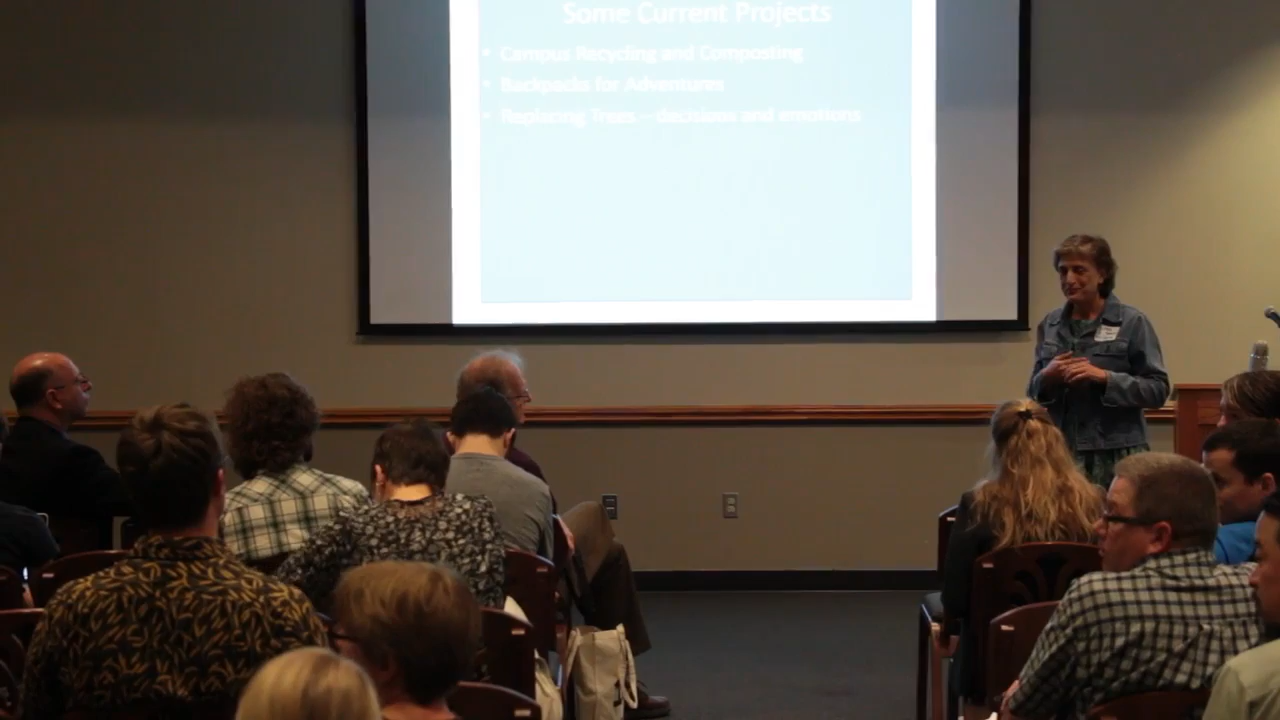 Some Current Projects
• Campus Recycling and Composting
• Backpacks for Adventures
• Replacing Trees – decisions and emotions